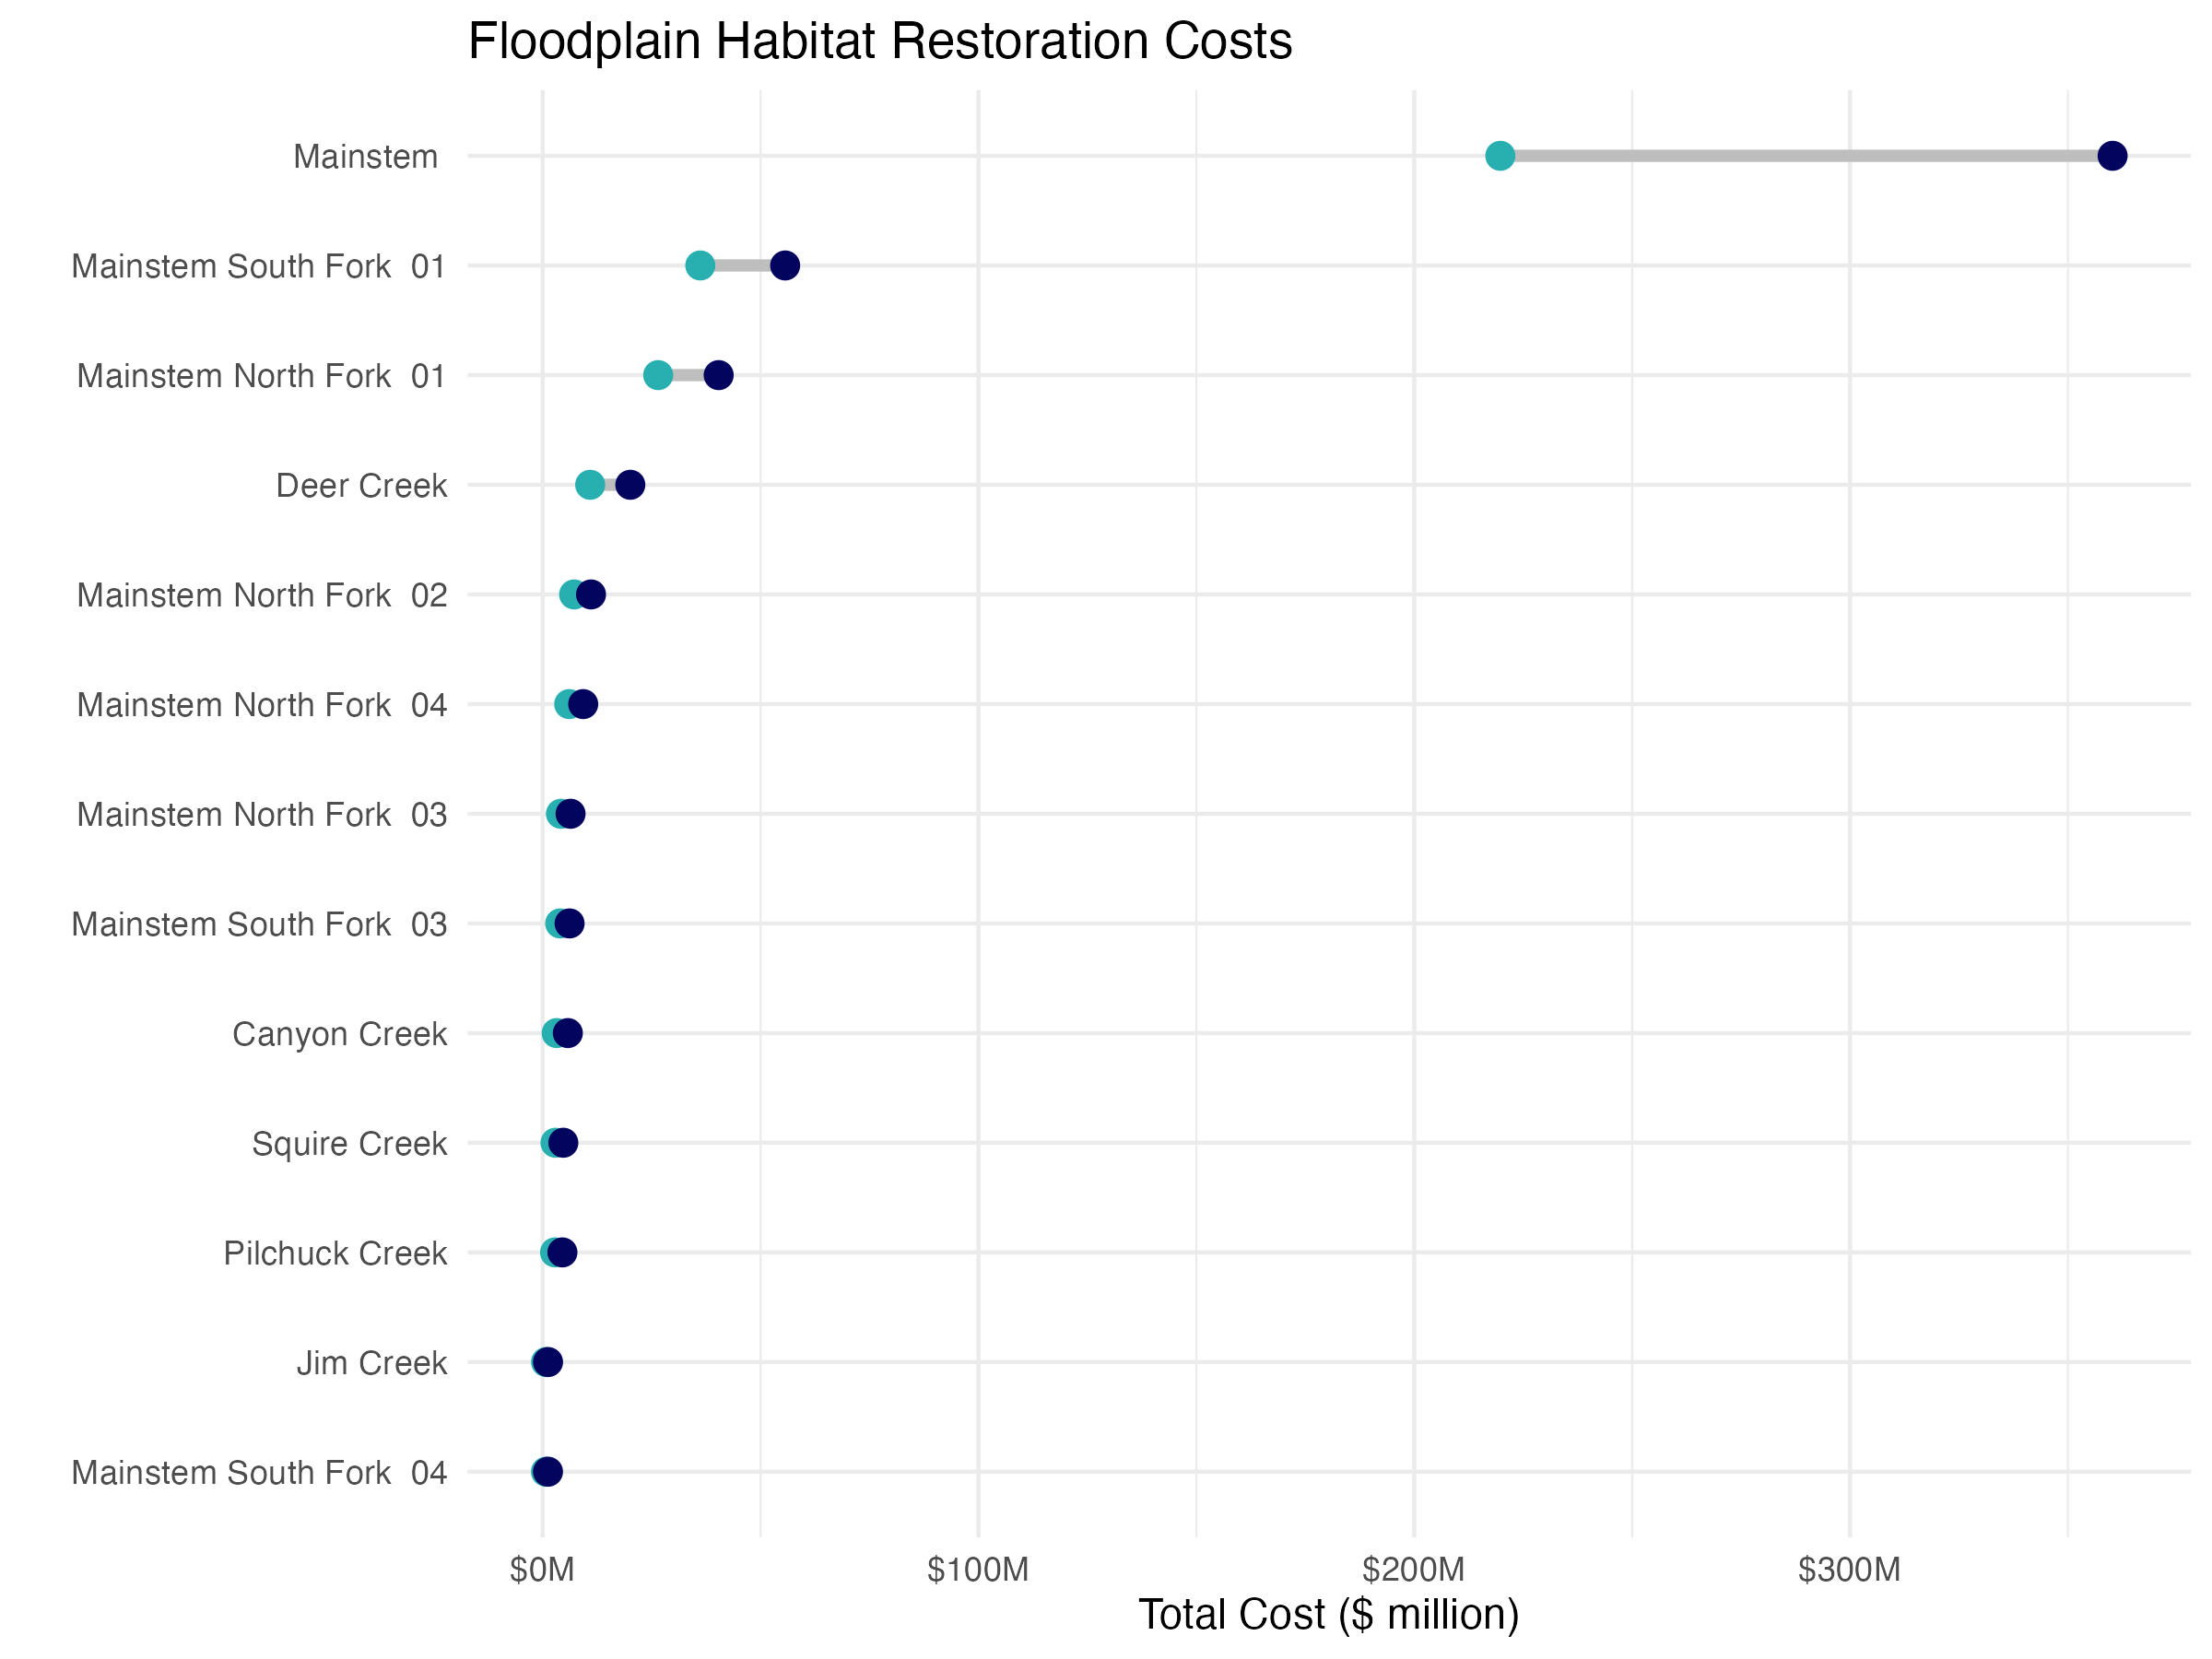 Floodplain Habitat Restoration Costs
Mainstem
Mainstem South Fork  01
Mainstem North Fork  01
Deer Creek
Mainstem North Fork  02
Mainstem North Fork  04
Mainstem North Fork  03
Mainstem South Fork  03
Canyon Creek
Squire Creek
Pilchuck Creek
Jim Creek
Mainstem South Fork  04
$0M $100M $200M $300M
Total Cost ($ million)